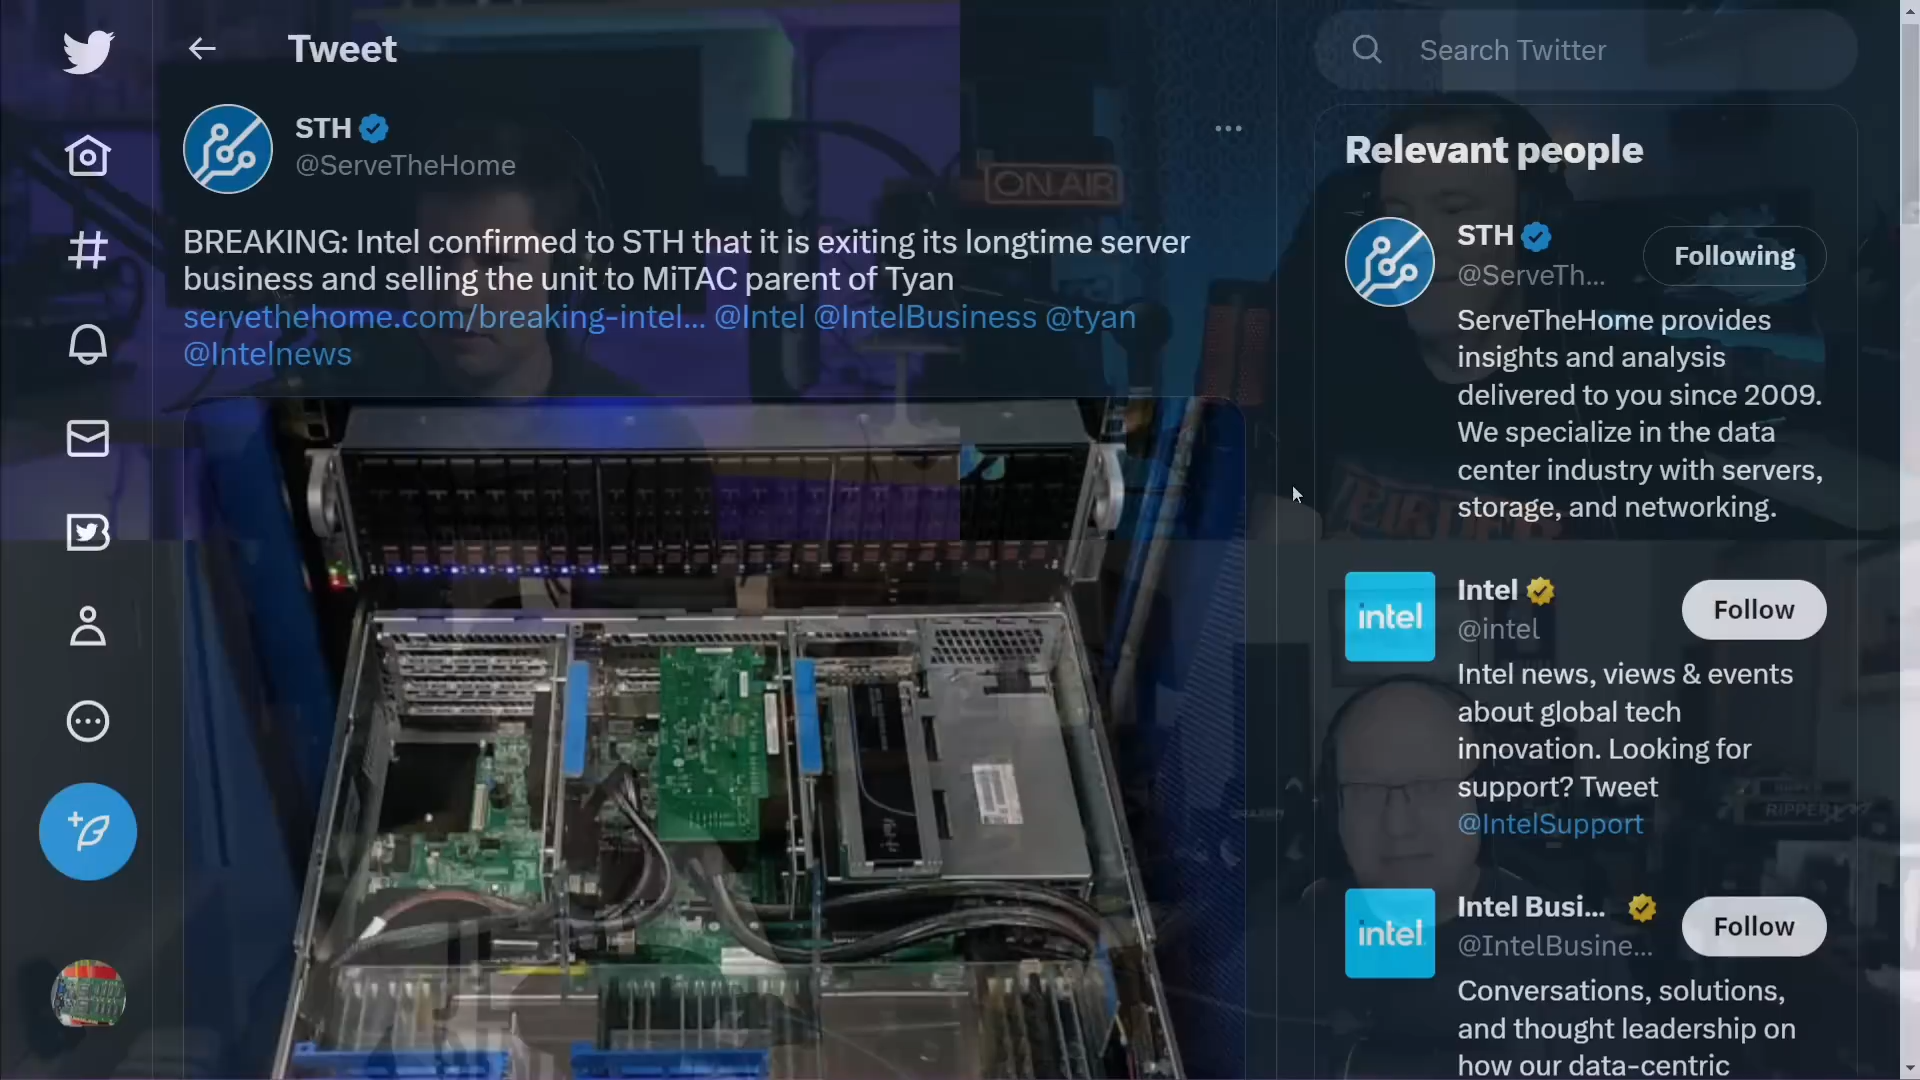 Tweet
Search Twitter
STH
@ServeTheHome
ON AIR
BREAKING: Intel confirmed to STH that it is exiting its longtime server
business and selling the unit to MiTAC parent of Tyan
servethehome.com/breaking-intel... @Intel @IntelBusiness @tyan
@Intelnews
Relevant people
STH
@ServeTh...
Following
ServeTheHome provides
insights and analysis
delivered to you since 2009.
We specialize in the data
center industry with servers,
storage, and networking.
intel
Intel
@intel
Follow
Intel news, views & events
about global tech
innovation. Looking for
support? Tweet
@IntelSupport
intel
Intel Busi...
@IntelBusine...
Follow
Conversations, solutions,
and thought leadership on
how our data-centric